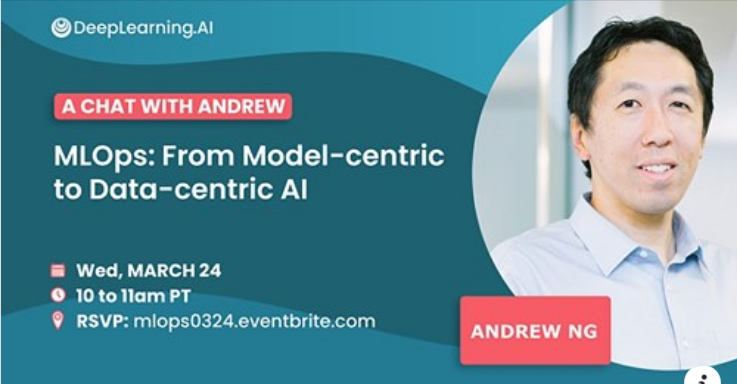 DeepLearning.AI
A CHAT WITH ANDREW
MLOps: From Model-centric
to Data-centric AI
Wed, MARCH 24
10 to 11am PT
RSVP: mlops0324.eventbrite.com
ANDREW NG